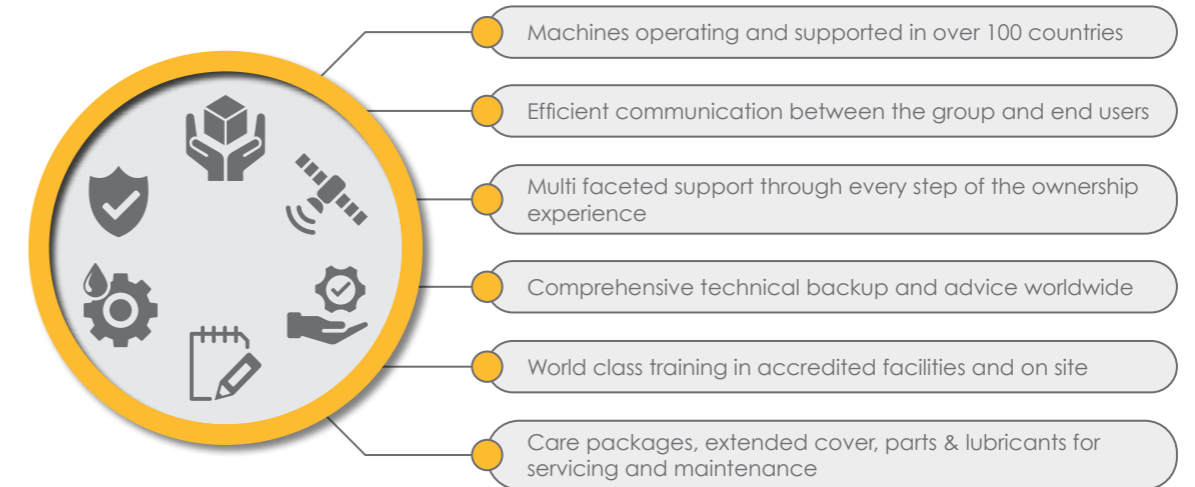 Machines operating and supported in over 100 countries
Efficient communication between the group and end users
Multi faceted support through every step of the ownership
experience
Comprehensive technical backup and advice worldwide
World class training in accredited facilities and on site
Care packages, extended cover, parts & lubricants for
servicing and maintenance